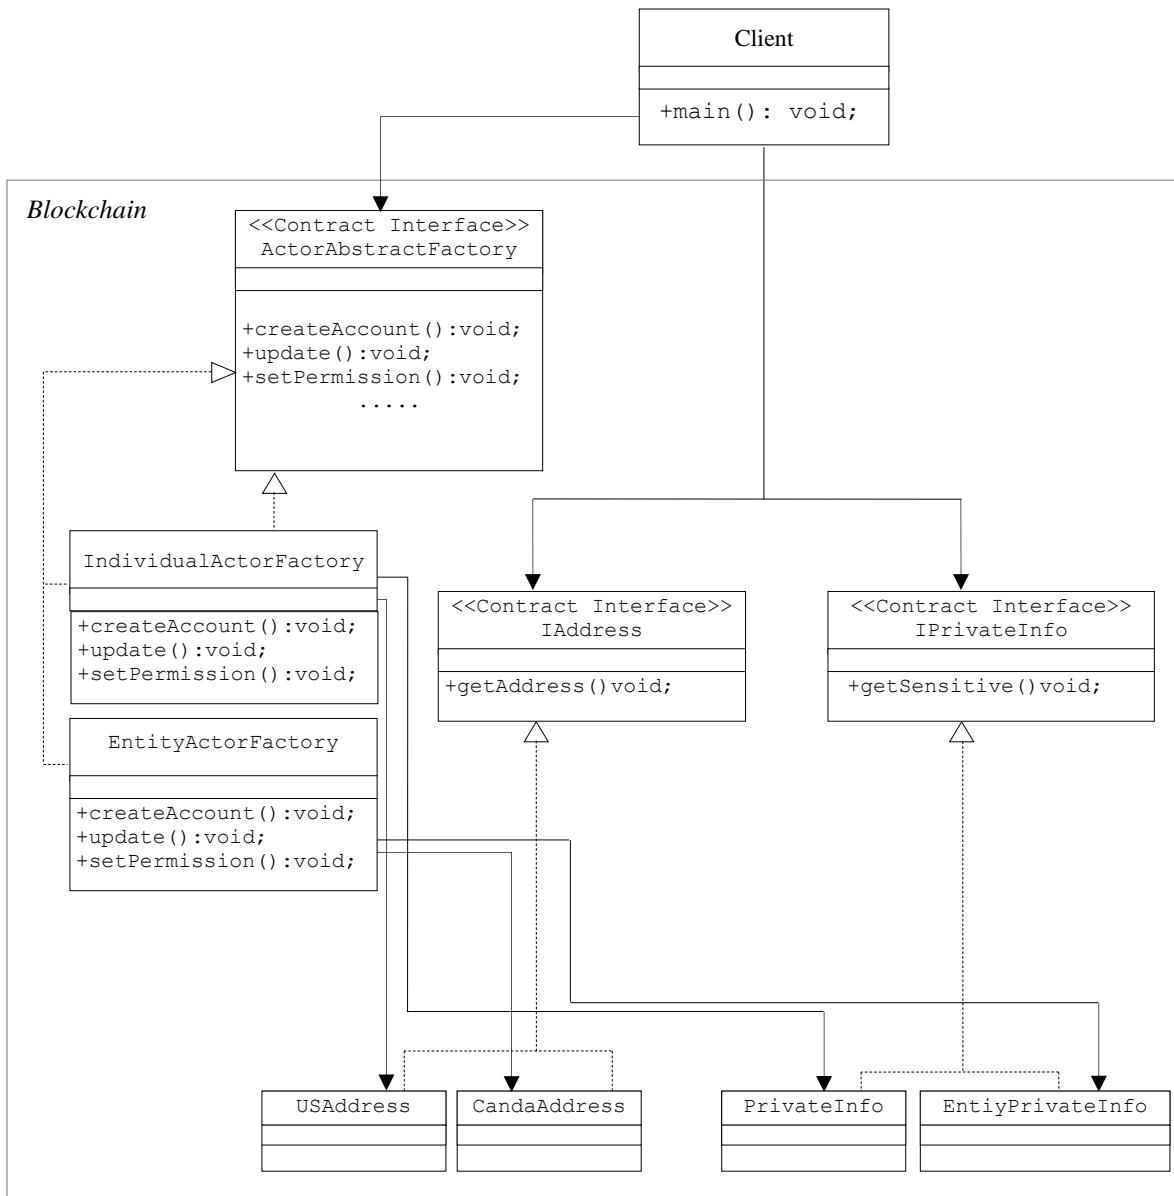 Client
+main(): void;
Blockchain
<<Contract Interface>>
ActorAbstractFactory
+createAccount():void;
+update():void;
+setPermission():void;
.....
IndividualActorFactory
+createAccount():void;
+update():void;
+setPermission():void;
<<Contract Interface>>
IAddress
+getAddress()void;
<<Contract Interface>>
IPrivateInfo
+getSensitive()void;
EntityActorFactory
+createAccount():void;
+update():void;
+setPermission():void;
USAddress
CandaAddress
PrivateInfo
EntiyPrivateInfo